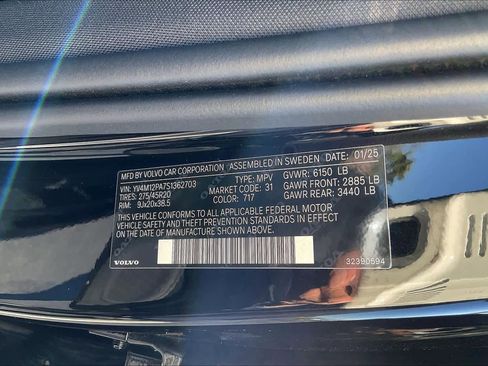 MFD BY VOLVO CAR CORPORATION ASSEMBLED IN SWEDEN 01/25
VIN: YV4M12PA7S1362703 TYPE: MPV GVWR: 6150 LB
TIRES: 275/45R20 MARKET CODE: 31 GAWR FRONT: 2885 LB
RIM: 9Jx20x38.5 COLOR: 717 GAWR REAR: 3440 LB
THIS VEHICLE CONFORMS TO ALL APPLICABLE FEDERAL MOTOR
VEHICLE SAFETY AND THEFT PREVENTION STANDARDS IN EFFECT
ON THE DATE OF MANUFACTURE SHOWN ABOVE.
VOLVO 32390594